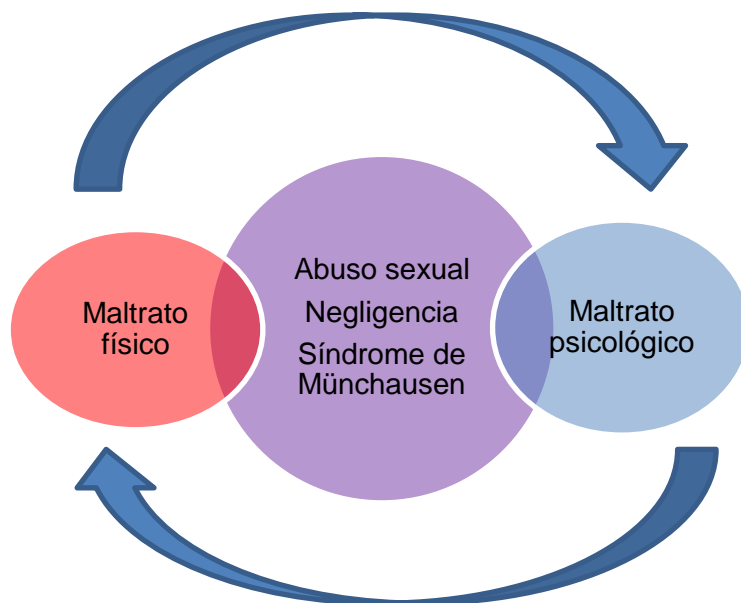 Maltrato
físico
Abuso sexual
Negligencia
Síndrome de
Münchausen
Maltrato
psicológico